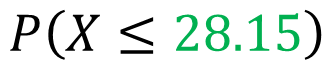 P(X ≤ 28.15)